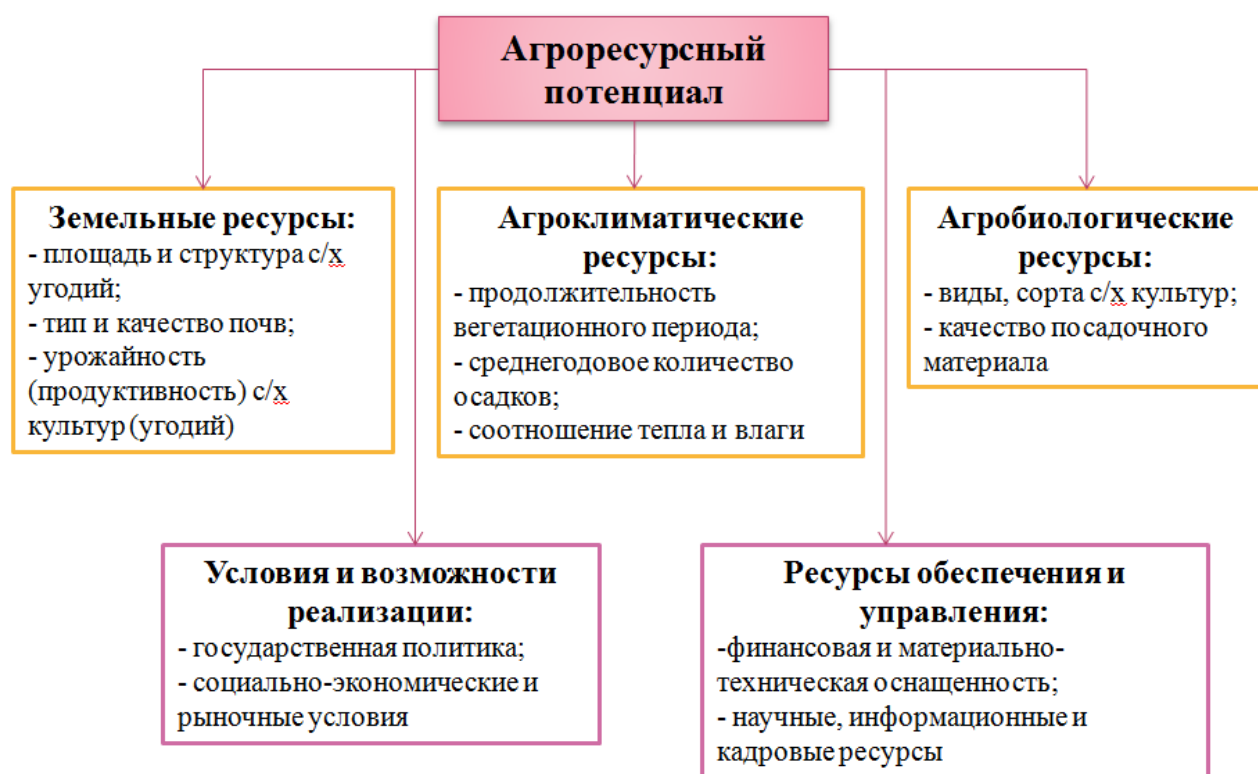 Агроресурсный
потенциал
Земельные ресурсы:
- площадь и структура с/х
угодий;
- тип и качество почв;
- урожайность
(продуктивность) с/х
культур (угодий)
Агроклиматические
ресурсы:
- продолжительность
вегетационного периода;
- среднегодовое количество
осадков;
- соотношение тепла и влаги
Агробиологические
ресурсы:
- виды, сорта с/х культур;
- качество посадочного
материала
Условия и возможности
реализации:
- государственная политика;
- социально-экономические и
рыночные условия
Ресурсы обеспечения и
управления:
-финансовая и материально-
техническая оснащенность;
- научные, информационные и
кадровые ресурсы